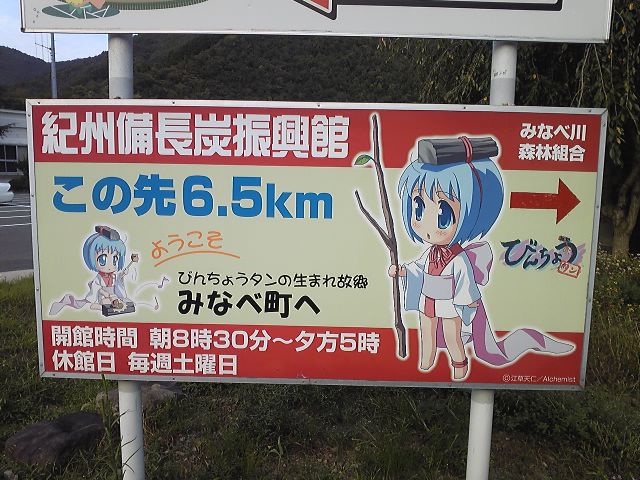 紀州備長炭振興館
みなべ川
森林組合
この先6.5km
ようこそ
びんちょうタンの生まれ故郷
みなべ町へ
びんちょうタン
開館時間 朝8時30分～夕方5時
休館日 毎週土曜日
©江草天仁/Alchemist